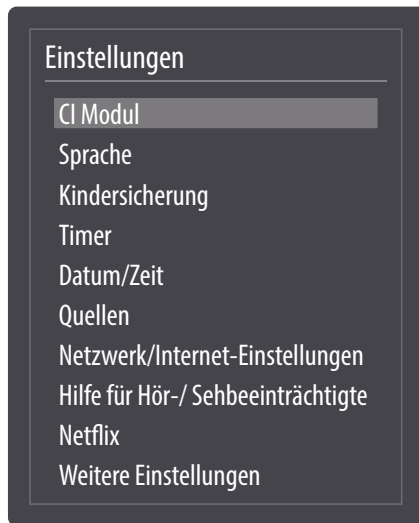 Einstellungen
CI Modul
Sprache
Kindersicherung
Timer
Datum/Zeit
Quellen
Netzwerk/Internet-Einstellungen
Hilfe für Hör-/ Sehbeeinträchtigte
Netflix
Weitere Einstellungen